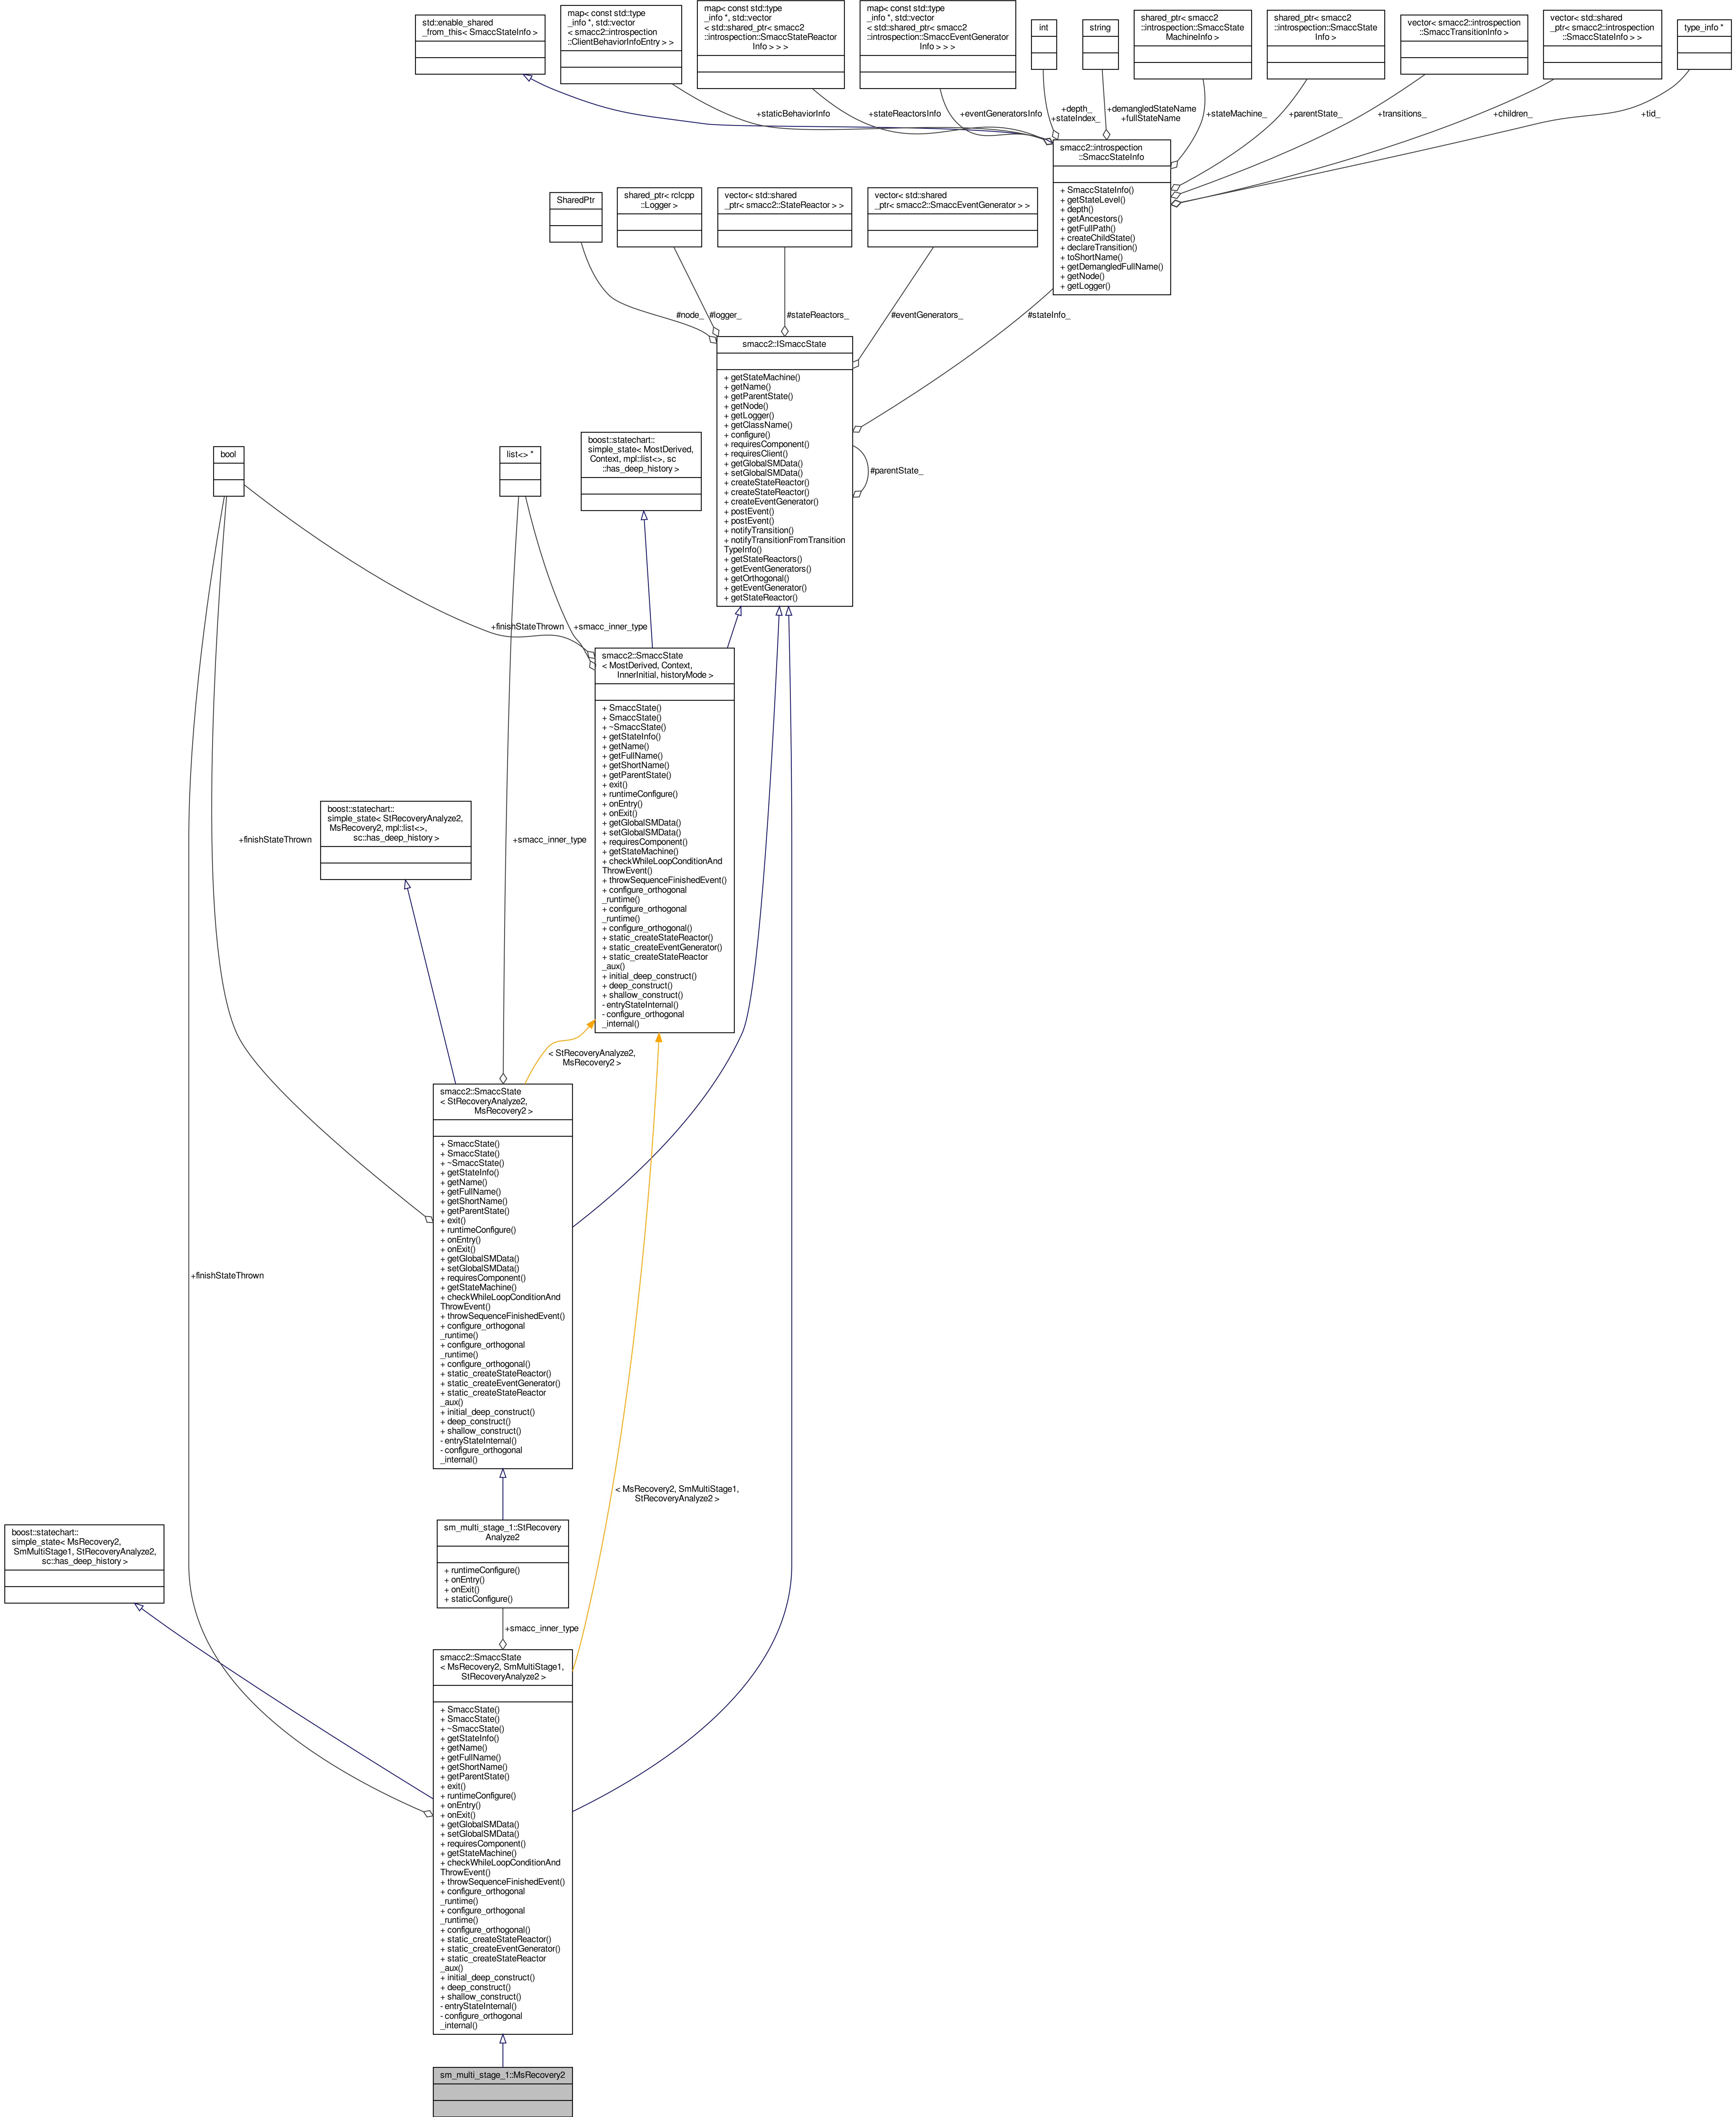 std::enable_shared
_from_this< SmaccStateInfo >
map< const std::type
_info *, std::vector
< smacc2::introspection
::ClientBehaviorInfoEntry > >
map< const std::type
_info *, std::vector
< std::shared_ptr< smacc2
::introspection::SmaccStateReactor
Info > > >
map< const std::type
_info *, std::vector
< std::shared_ptr< smacc2
::introspection::SmaccEventGenerator
Info > > >
int
string
shared_ptr< smacc2
::introspection::SmaccState
MachineInfo >
shared_ptr< smacc2
::introspection::SmaccState
Info >
vector< smacc2::introspection
::SmaccTransitionInfo >
vector< std::shared
_ptr< smacc2::introspection
::SmaccStateInfo > >
type_info *
+staticBehaviorInfo
+stateReactorsInfo
+eventGeneratorsInfo
+depth_
+stateIndex_
+demangledStateName
+fullStateName
+stateMachine_
+parentState_
+transitions_
+children_
+tid_
smacc2::introspection
::SmaccStateInfo
+ SmaccStateInfo()
+ getStateLevel()
+ depth()
+ getAncestors()
+ getFullPath()
+ createChildState()
+ declareTransition()
+ toShortName()
+ getDemangledFullName()
+ getNode()
+ getLogger()
SharedPtr
shared_ptr< rclcpp
::Logger >
vector< std::shared
_ptr< smacc2::StateReactor > >
vector< std::shared
_ptr< smacc2::SmaccEventGenerator > >
#node_
#logger_
#stateReactors_
#eventGenerators_
#stateInfo_
smacc2::ISmaccState
+ getStateMachine()
+ getName()
+ getParentState()
+ getNode()
+ getLogger()
+ getClassName()
+ configure()
+ requiresComponent()
+ requiresClient()
+ getGlobalSMData()
+ setGlobalSMData()
+ createStateReactor()
+ createStateReactor()
+ createEventGenerator()
+ postEvent()
+ postEvent()
+ notifyTransition()
+ notifyTransitionFromTransition
TypeInfo()
+ getStateReactors()
+ getEventGenerators()
+ getOrthogonal()
+ getEventGenerator()
+ getStateReactor()
#parentState_
bool
list<> *
boost::statechart::
simple_state< MostDerived,
Context, mpl::list<>, sc
::has_deep_history >
+finishStateThrown
+smacc_inner_type
smacc2::SmaccState
< MostDerived, Context,
InnerInitial, historyMode >
+ SmaccState()
+ SmaccState()
+ ~SmaccState()
+ getStateInfo()
+ getName()
+ getFullName()
+ getShortName()
+ getParentState()
+ exit()
+ runtimeConfigure()
+ onEntry()
+ onExit()
+ getGlobalSMData()
+ setGlobalSMData()
+ requiresComponent()
+ getStateMachine()
+ checkWhileLoopConditionAnd
ThrowEvent()
+ throwSequenceFinishedEvent()
+ configure_orthogonal
_runtime()
+ configure_orthogonal
_runtime()
+ configure_orthogonal()
+ static_createStateReactor()
+ static_createEventGenerator()
+ static_createStateReactor
_aux()
+ initial_deep_construct()
+ deep_construct()
+ shallow_construct()
- entryStateInternal()
- configure_orthogonal
_internal()
boost::statechart::
simple_state< StRecoveryAnalyze2,
MsRecovery2, mpl::list<>,
sc::has_deep_history >
+finishStateThrown
+smacc_inner_type
< StRecoveryAnalyze2,
MsRecovery2 >
smacc2::SmaccState
< StRecoveryAnalyze2,
MsRecovery2 >
+ SmaccState()
+ SmaccState()
+ ~SmaccState()
+ getStateInfo()
+ getName()
+ getFullName()
+ getShortName()
+ getParentState()
+ exit()
+ runtimeConfigure()
+ onEntry()
+ onExit()
+ getGlobalSMData()
+ setGlobalSMData()
+ requiresComponent()
+ getStateMachine()
+ checkWhileLoopConditionAnd
ThrowEvent()
+ throwSequenceFinishedEvent()
+ configure_orthogonal
_runtime()
+ configure_orthogonal
_runtime()
+ configure_orthogonal()
+ static_createStateReactor()
+ static_createEventGenerator()
+ static_createStateReactor
_aux()
+ initial_deep_construct()
+ deep_construct()
+ shallow_construct()
- entryStateInternal()
- configure_orthogonal
_internal()
+finishStateThrown
< MsRecovery2, SmMultiStage1,
StRecoveryAnalyze2 >
boost::statechart::
simple_state< MsRecovery2,
SmMultiStage1, StRecoveryAnalyze2,
sc::has_deep_history >
sm_multi_stage_1::StRecovery
Analyze2
+ runtimeConfigure()
+ onEntry()
+ onExit()
+ staticConfigure()
+smacc_inner_type
smacc2::SmaccState
< MsRecovery2, SmMultiStage1,
StRecoveryAnalyze2 >
+ SmaccState()
+ SmaccState()
+ ~SmaccState()
+ getStateInfo()
+ getName()
+ getFullName()
+ getShortName()
+ getParentState()
+ exit()
+ runtimeConfigure()
+ onEntry()
+ onExit()
+ getGlobalSMData()
+ setGlobalSMData()
+ requiresComponent()
+ getStateMachine()
+ checkWhileLoopConditionAnd
ThrowEvent()
+ throwSequenceFinishedEvent()
+ configure_orthogonal
_runtime()
+ configure_orthogonal
_runtime()
+ configure_orthogonal()
+ static_createStateReactor()
+ static_createEventGenerator()
+ static_createStateReactor
_aux()
+ initial_deep_construct()
+ deep_construct()
+ shallow_construct()
- entryStateInternal()
- configure_orthogonal
_internal()
sm_multi_stage_1::MsRecovery2